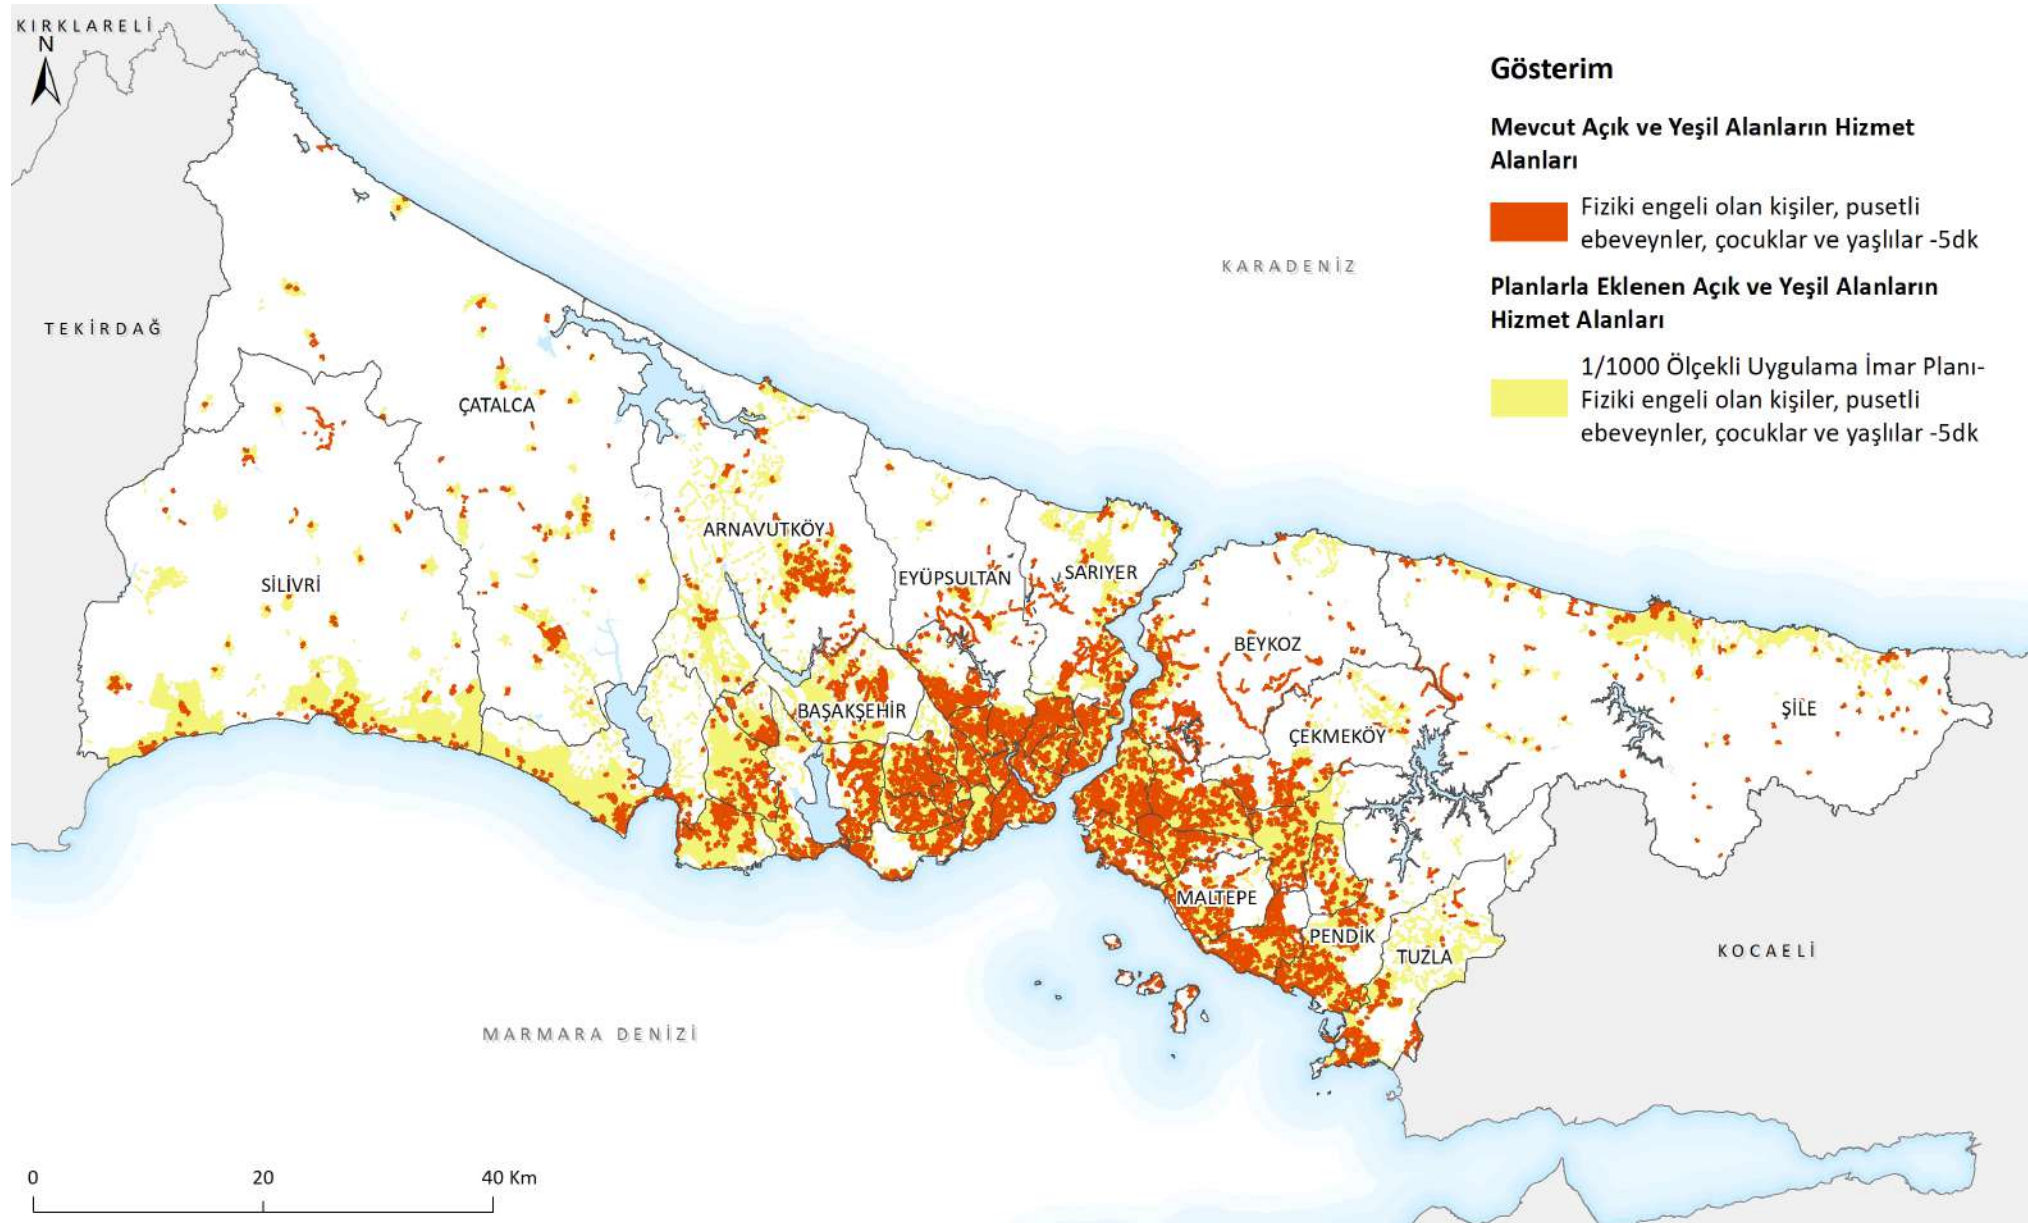 KIRKLARELİ
N
Gösterim
Mevcut Açık ve Yeşil Alanların Hizmet
Alanları
Fiziki engeli olan kişiler, pusetli
ebeveynler, çocuklar ve yaşlılar -5dk
Planlarla Eklenen Açık ve Yeşil Alanların
Hizmet Alanları
1/1000 Ölçekli Uygulama İmar Planı-
Fiziki engeli olan kişiler, pusetli
ebeveynler, çocuklar ve yaşlılar -5dk
KARADENİZ
TEKİRDAĞ
ÇATALCA
ARNAVUTKÖY
EYÜPSULTAN
SARIYER
SİLİVRİ
BEYKOZ
BAŞAKŞEHİR
ŞİLE
ÇEKMEKÖY
MALTEPE
PENDİK
TUZLA
KOCAELİ
MARMARA DENİZİ
0 20 40 Km